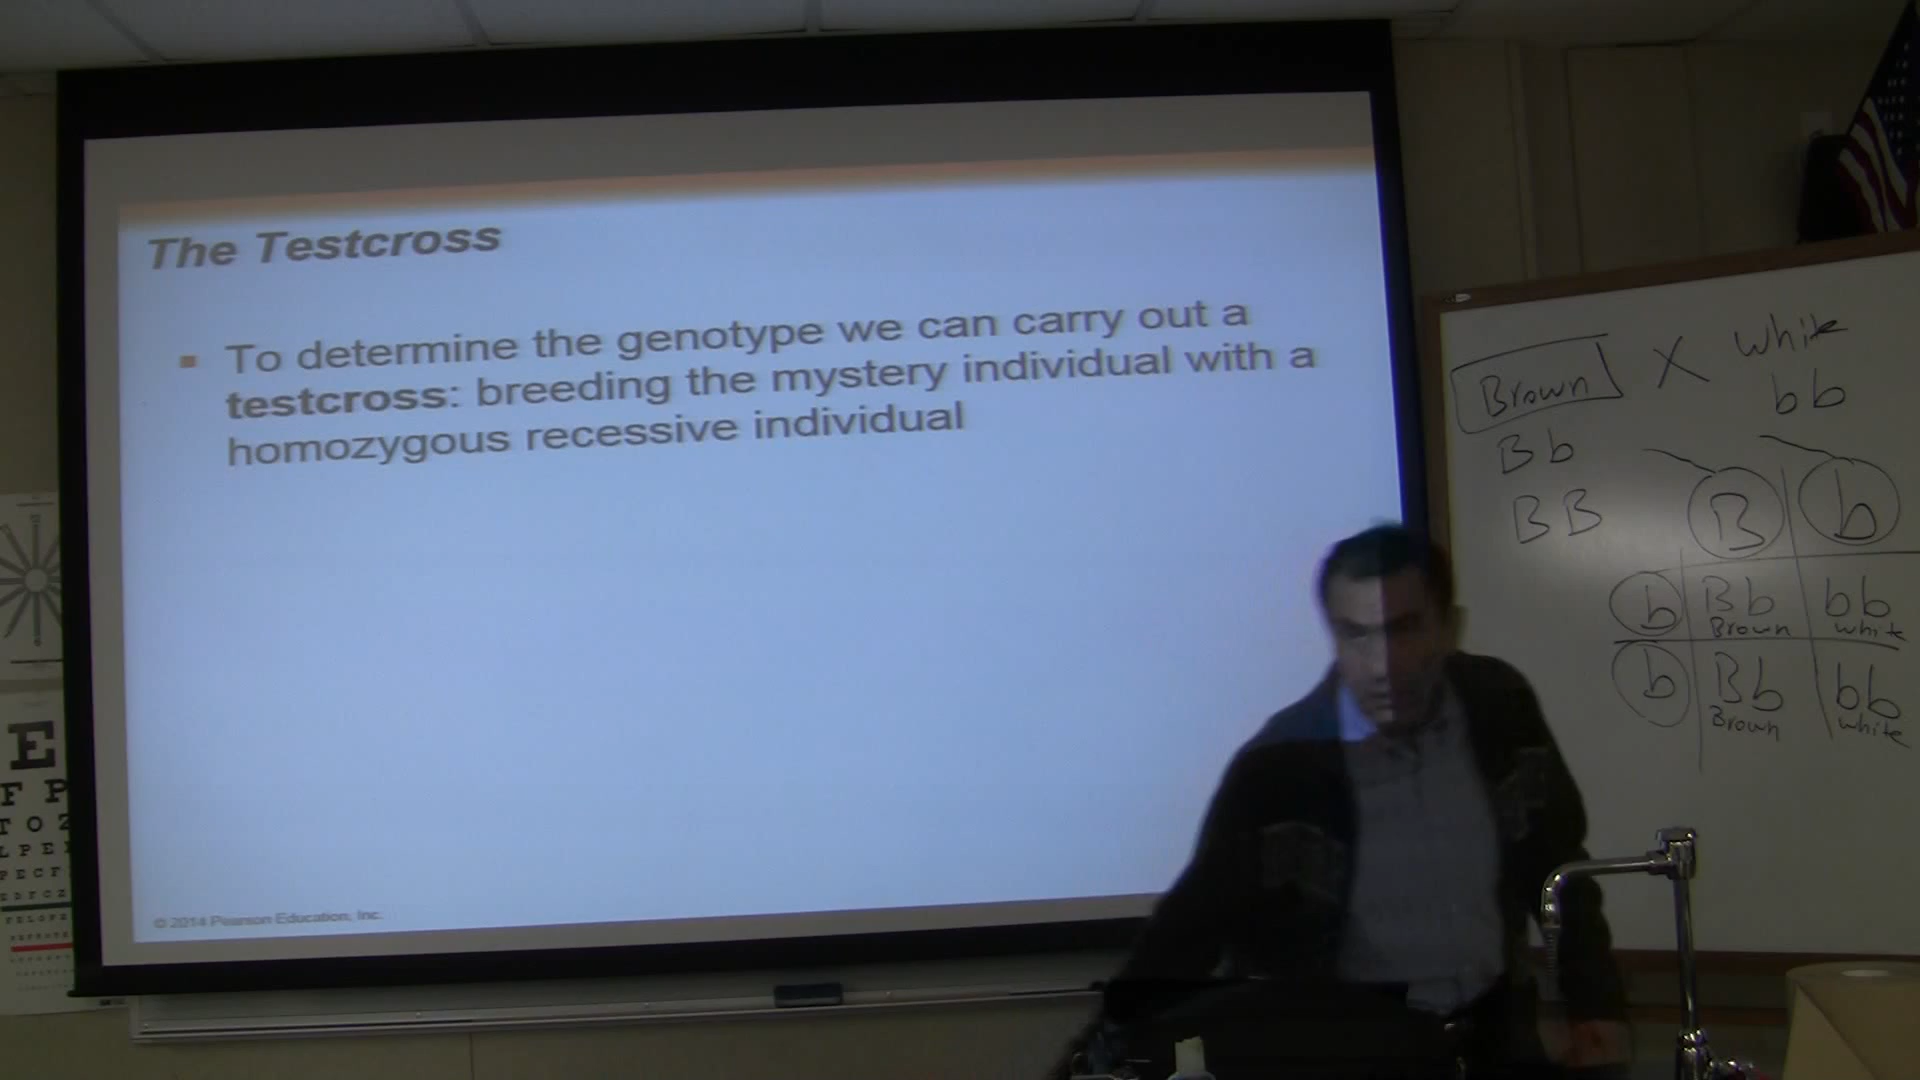 The Testcross
To determine the genotype we can carry out a
testcross: breeding the mystery individual with a
homozygous recessive individual
© 2014 Pearson Education, Inc.
Brown X white
bb
Bb
BB
B b
b Bb bb
Brown white
b Bb bb
Brown white
E
F P
T O Z
L P E
P E C F